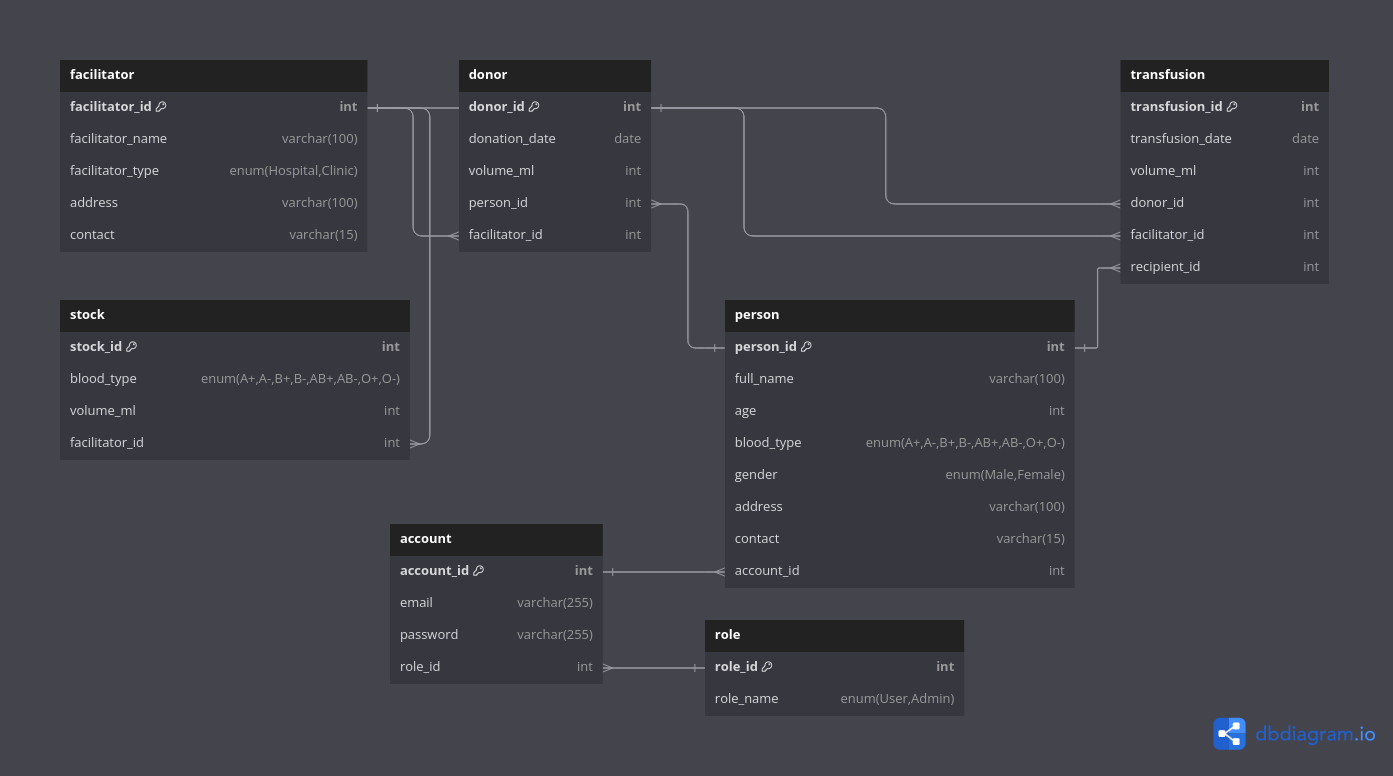 facilitator
facilitator_id int
facilitator_name varchar(100)
facilitator_type enum(Hospital,Clinic)
address varchar(100)
contact varchar(15)
donor
donor_id int
donation_date date
volume_ml int
person_id int
facilitator_id int
transfusion
transfusion_id int
transfusion_date date
volume_ml int
donor_id int
facilitator_id int
recipient_id int
stock
stock_id int
blood_type enum(A+,A-,B+,B-,AB+,AB-,O+,O-)
volume_ml int
facilitator_id int
person
person_id int
full_name varchar(100)
age int
blood_type enum(A+,A-,B+,B-,AB+,AB-,O+,O-)
gender enum(Male,Female)
address varchar(100)
contact varchar(15)
account_id int
account
account_id int
email varchar(255)
password varchar(255)
role_id int
role
role_id int
role_name enum(User,Admin)
dbdiagram.io